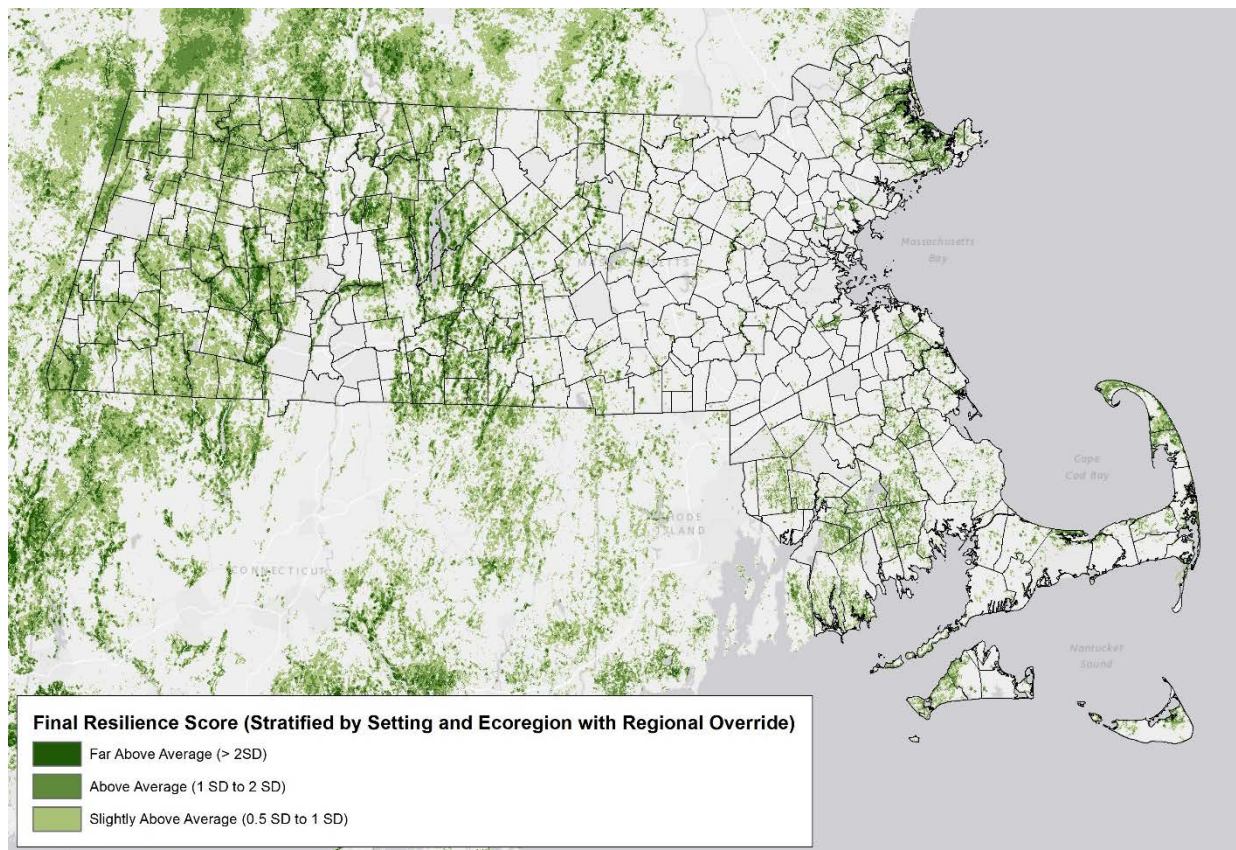 Massachusetts
Bay
Cape
Cod Bay
ISLAND
CONNECTICUT
Nantucket
Sound
Final Resilience Score (Stratified by Setting and Ecoregion with Regional Override)
Far Above Average (> 2SD)
Above Average (1 SD to 2 SD)
Slightly Above Average (0.5 SD to 1 SD)